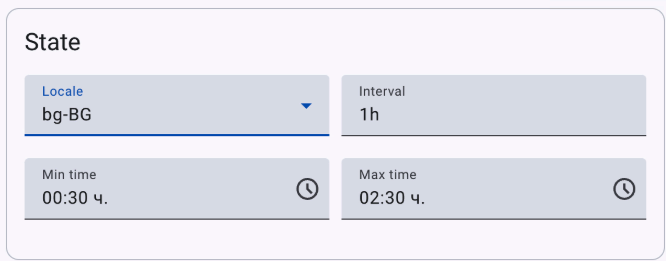 State
Locale
bg-BG
Interval
1h
Min time
00:30 ч.
Max time
02:30 ч.